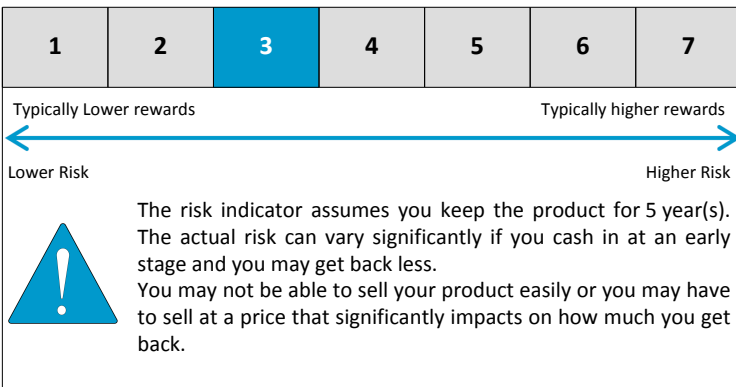 1 2 3 4 5 6 7
Typically Lower rewards Typically higher rewards
Lower Risk Higher Risk
The risk indicator assumes you keep the product for 5 year(s).
The actual risk can vary significantly if you cash in at an early
stage and you may get back less.
You may not be able to sell your product easily or you may have
to sell at a price that significantly impacts on how much you get
back.